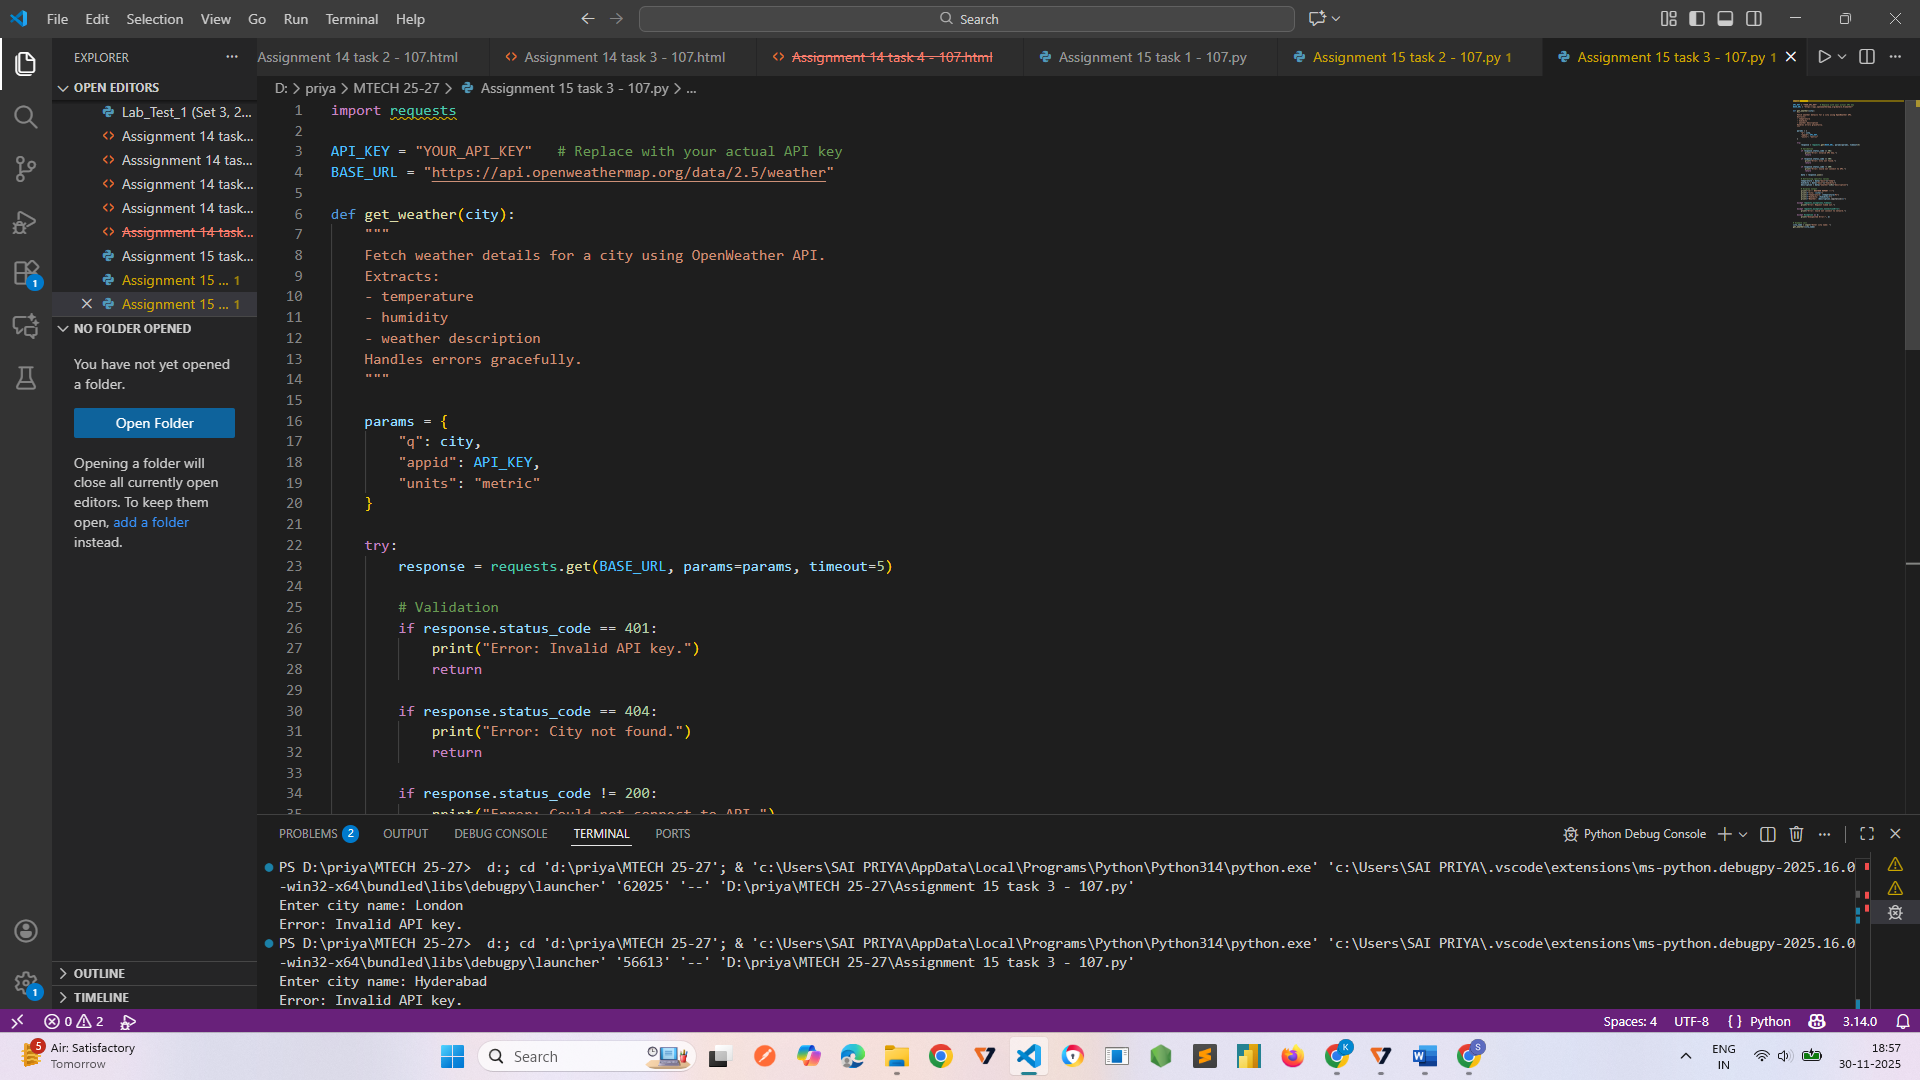 File Edit Selection View Go Run Terminal Help
Search
EXPLORER
Assignment 14 task 2 - 107.html
Assignment 14 task 3 - 107.html
Assignment 14 task 4 - 107.html
Assignment 15 task 1 - 107.py
Assignment 15 task 2 - 107.py 1
Assignment 15 task 3 - 107.py 1
OPEN EDITORS
Lab_Test_1 (Set 3, 2...
Assignment 14 task...
Asssignment 14 tas...
Assignment 14 task...
Assignment 14 task...
Assignment 14 task...
Assignment 15 task...
Assignment 15 ... 1
Assignment 15 ... 1
NO FOLDER OPENED
You have not yet opened
a folder.
Open Folder
Opening a folder will
close all currently open
editors. To keep them
open, add a folder
instead.
OUTLINE
TIMELINE
1
1
D: > priya > MTECH 25-27 > Assignment 15 task 3 - 107.py > ...
1 import requests
2
3 API_KEY = "YOUR_API_KEY"   # Replace with your actual API key
4 BASE_URL = "https://api.openweathermap.org/data/2.5/weather"
5
6 def get_weather(city):
7     """
8     Fetch weather details for a city using OpenWeather API.
9     Extracts:
10     - temperature
11     - humidity
12     - weather description
13     Handles errors gracefully.
14     """
15
16     params = {
17         "q": city,
18         "appid": API_KEY,
19         "units": "metric"
20     }
21
22     try:
23         response = requests.get(BASE_URL, params=params, timeout=5)
24
25         # Validation
26         if response.status_code == 401:
27             print("Error: Invalid API key.")
28             return
29
30         if response.status_code == 404:
31             print("Error: City not found.")
32             return
33
34         if response.status_code != 200:
35             print("Error: Could not connect to API.")
PROBLEMS 2 OUTPUT DEBUG CONSOLE TERMINAL PORTS
Python Debug Console
PS D:\priya\MTECH 25-27>  d:; cd 'd:\priya\MTECH 25-27'; & 'c:\Users\SAI PRIYA\AppData\Local\Programs\Python\Python314\python.exe' 'c:\Users\SAI PRIYA\.vscode\extensions\ms-python.debugpy-2025.16.0
-win32-x64\bundled\libs\debugpy\launcher' '62025' '--' 'D:\priya\MTECH 25-27\Assignment 15 task 3 - 107.py'
Enter city name: London
Error: Invalid API key.
PS D:\priya\MTECH 25-27>  d:; cd 'd:\priya\MTECH 25-27'; & 'c:\Users\SAI PRIYA\AppData\Local\Programs\Python\Python314\python.exe' 'c:\Users\SAI PRIYA\.vscode\extensions\ms-python.debugpy-2025.16.0
-win32-x64\bundled\libs\debugpy\launcher' '56613' '--' 'D:\priya\MTECH 25-27\Assignment 15 task 3 - 107.py'
Enter city name: Hyderabad
Error: Invalid API key.
0 2
Spaces: 4 UTF-8 { } Python 3.14.0
5
Air: Satisfactory
Tomorrow
Search
K
S
ENG
IN
18:57
30-11-2025